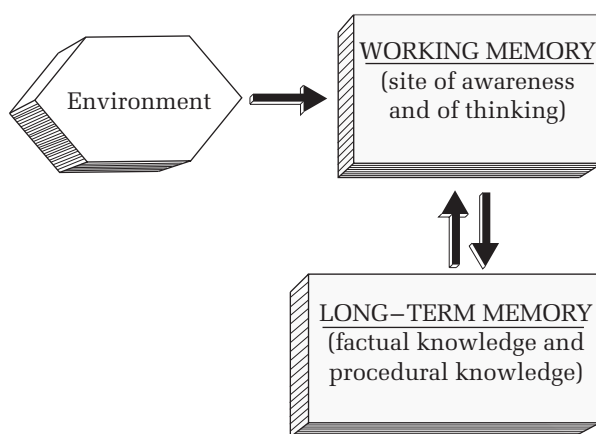 Environment
WORKING MEMORY
(site of awareness
and of thinking)
LONG–TERM MEMORY
(factual knowledge and
procedural knowledge)